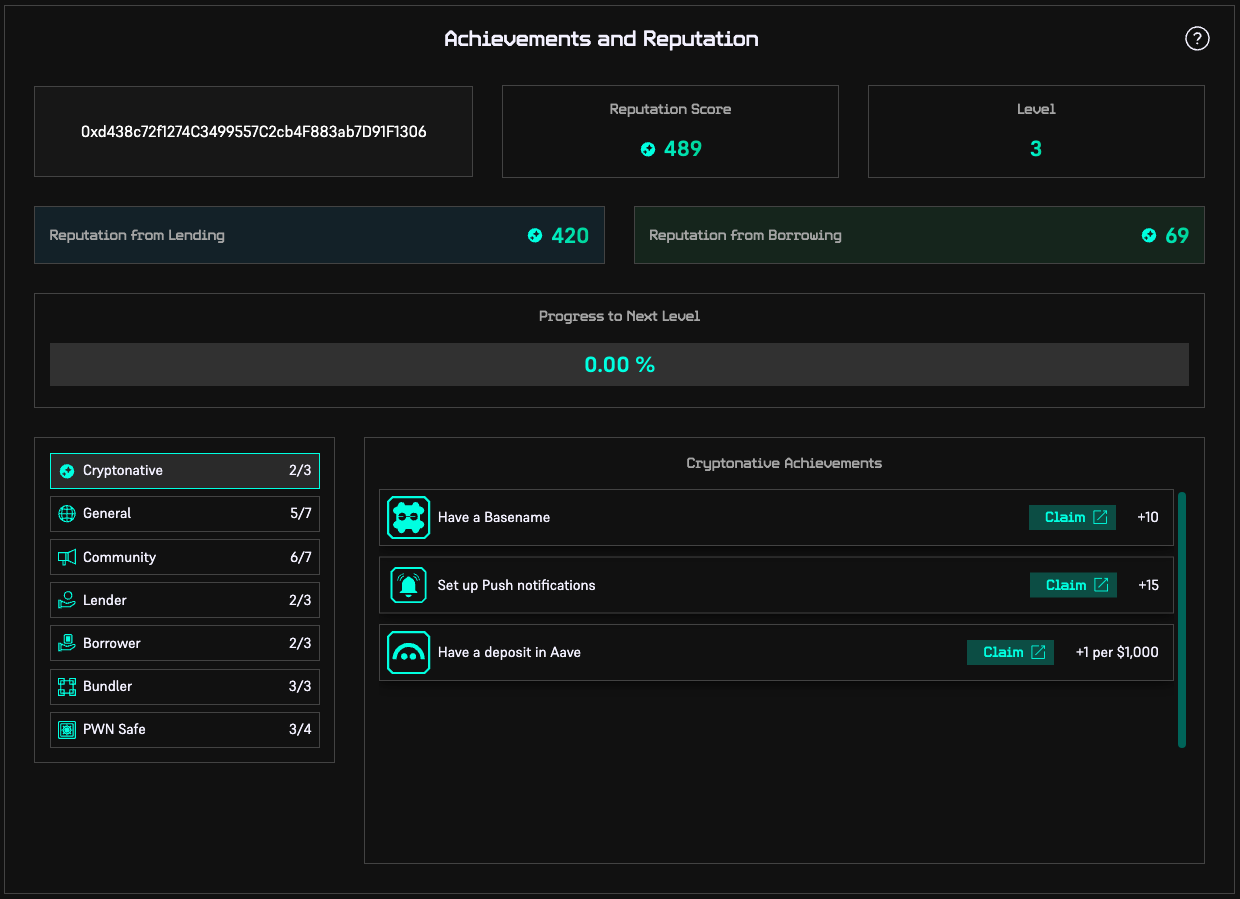 Achievements and Reputation
?
0xd438c72f1274C3499557C2cb4F883ab7D91F1306
Reputation Score
489
Level
3
Reputation from Lending
420
Reputation from Borrowing
69
Progress to Next Level
0.00 %
Cryptonative 2/3
General 5/7
Community 6/7
Lender 2/3
Borrower 2/3
Bundler 3/3
PWN Safe 3/4
Cryptonative Achievements
Have a Basename Claim +10
Set up Push notifications Claim +15
Have a deposit in Aave Claim +1 per $1,000